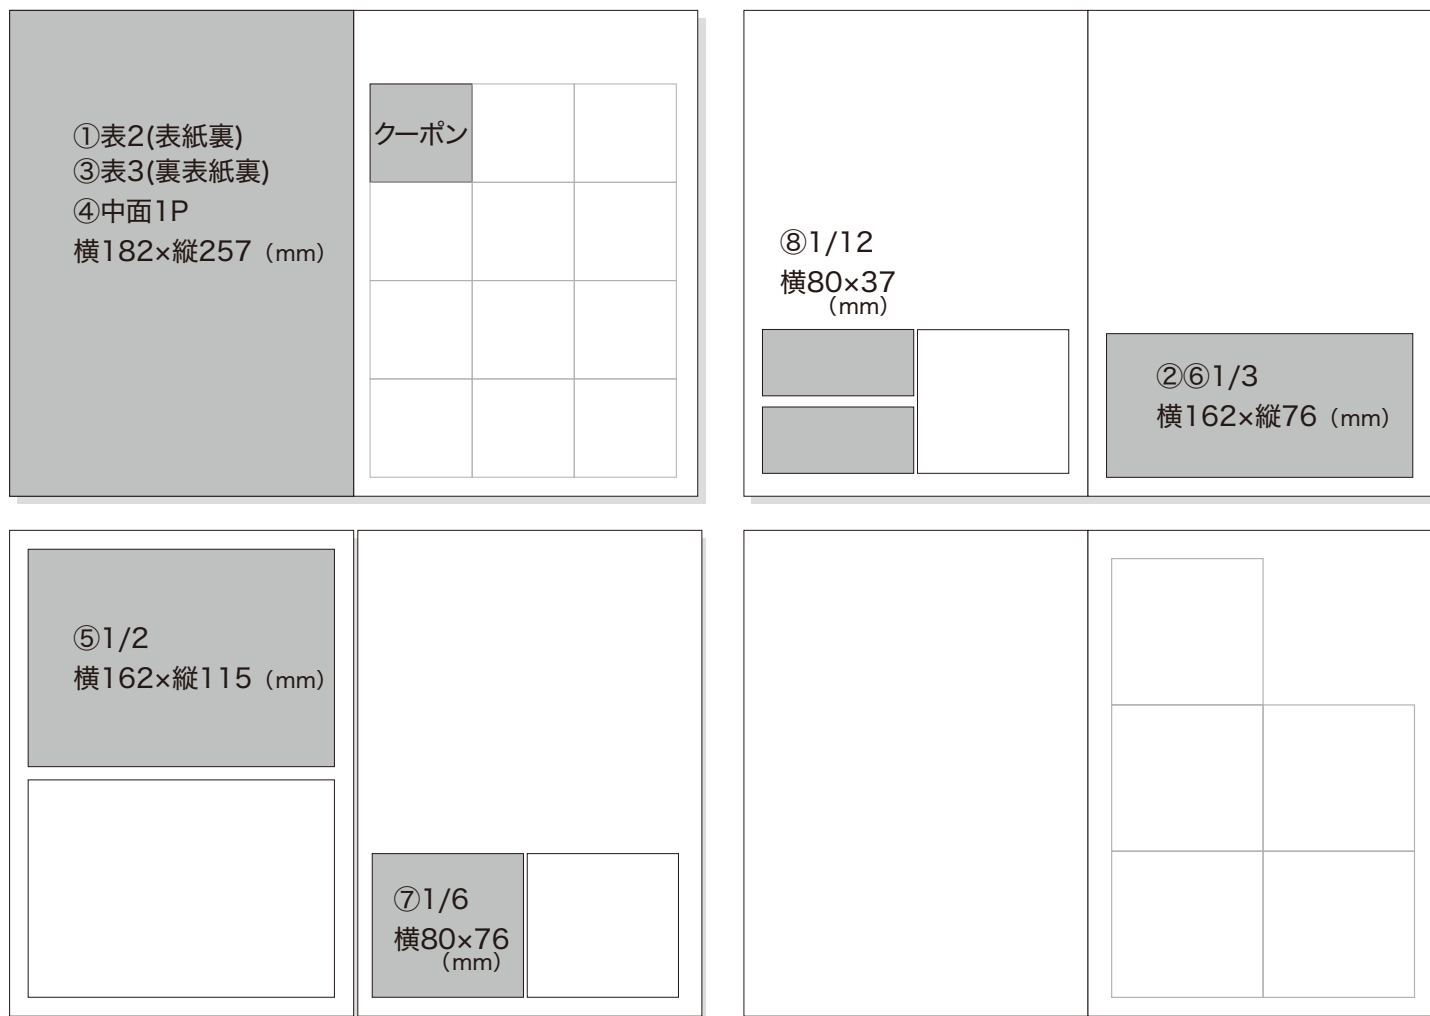 ①表2(表紙裏)
③表3(裏表紙裏)
④中面1P
横182×縦257（mm）
クーポン
⑧1/12
横80×37
（mm）
②⑥1/3
横162×縦76（mm）
⑤1/2
横162×縦115（mm）
⑦1/6
横80×76
（mm）